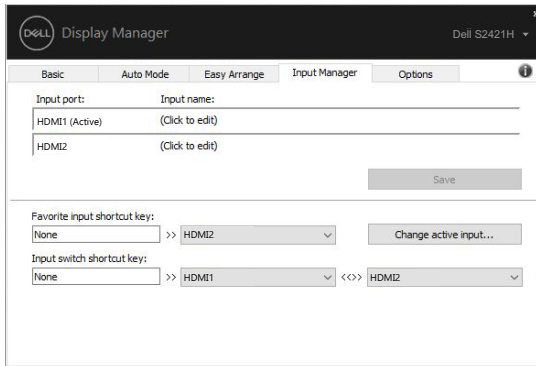 DELL Display Manager
Dell S2421H
Basic Auto Mode Easy Arrange Input Manager Options
Input port: Input name:
HDMI1 (Active) (Click to edit)
HDMI2 (Click to edit)
Save
Favorite input shortcut key:
None >> HDMI2 Change active input...
Input switch shortcut key:
None >> HDMI1 <<>> HDMI2